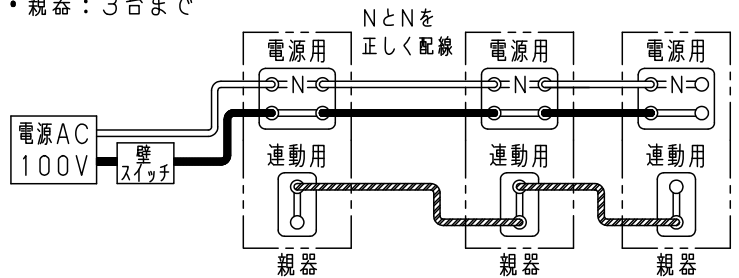 ・親器：３台まで
NとNを
正しく配線
電源用
電源用
電源用
N
N
N
電源AC
100V
壁
スイッチ
連動用
連動用
連動用
親器
親器
親器